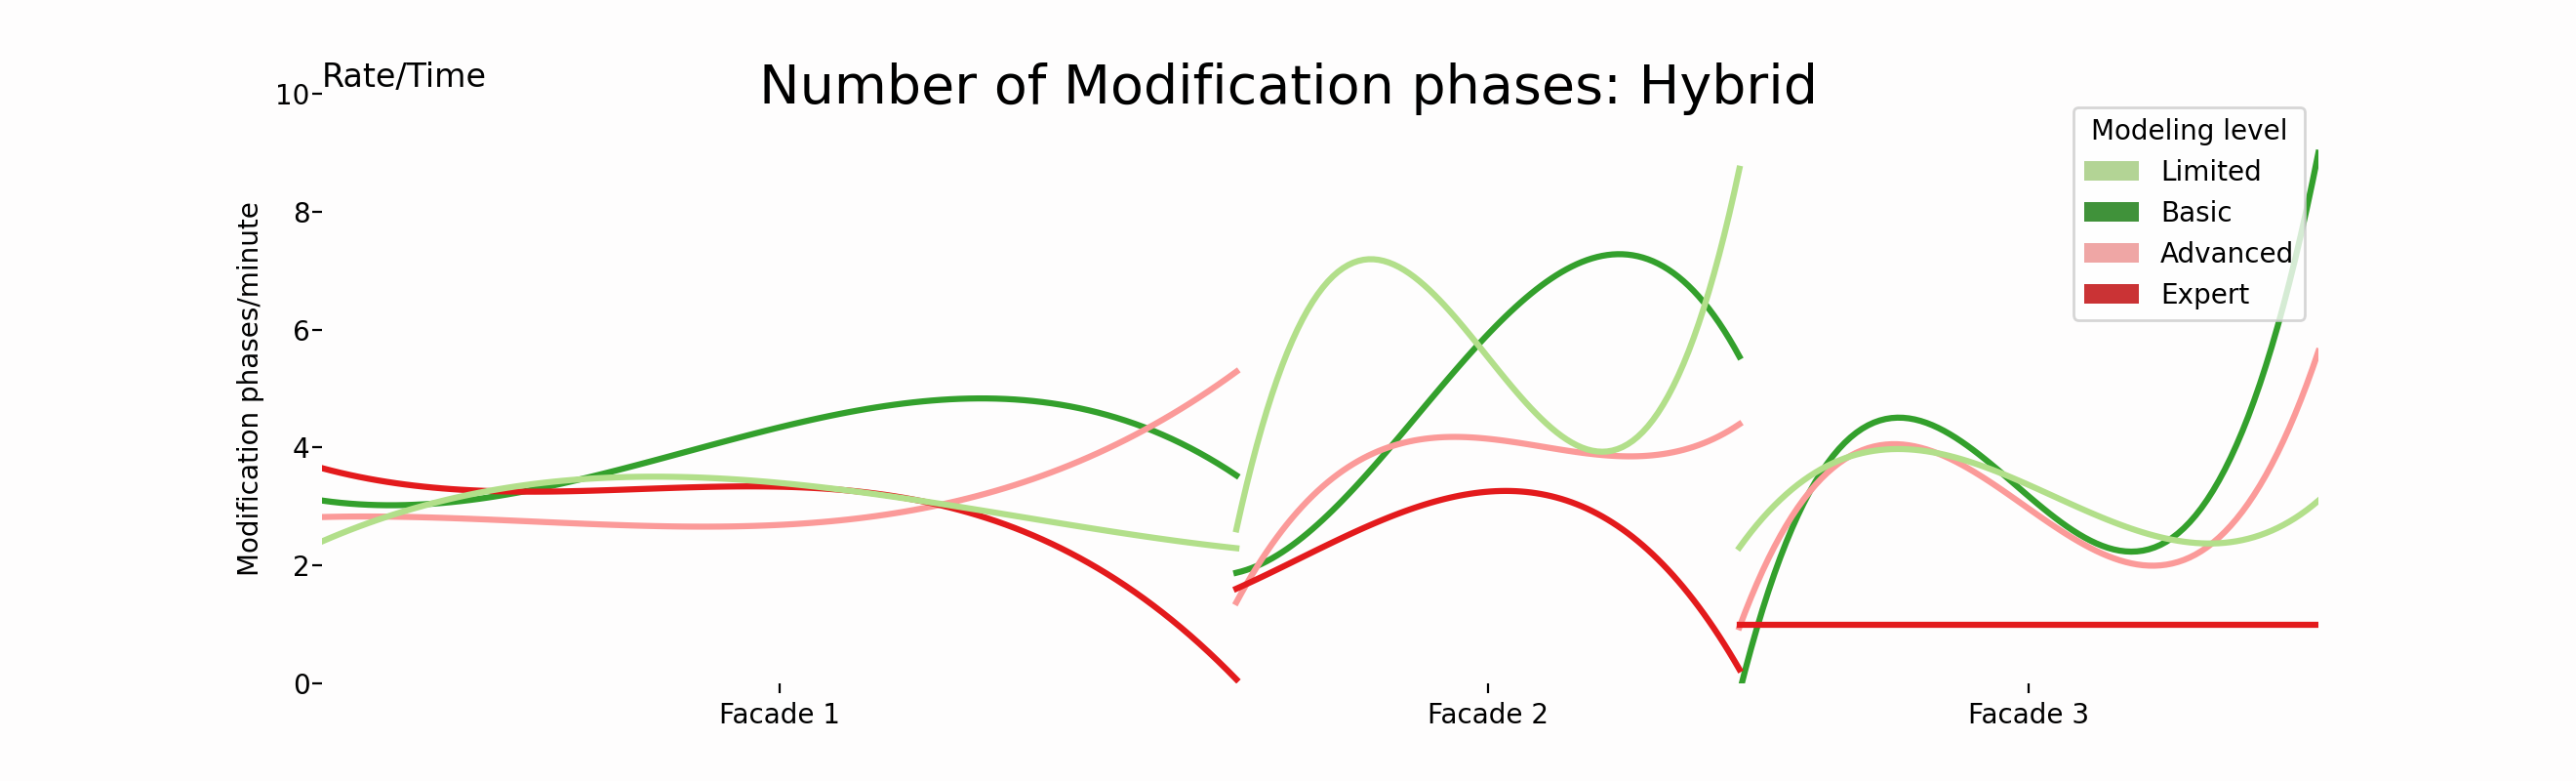 Number of Modification phases: Hybrid
Rate/Time
Modification phases/minute
10
8
6
4
2
0
Facade 1
Facade 2
Facade 3
Modeling level
Limited
Basic
Advanced
Expert